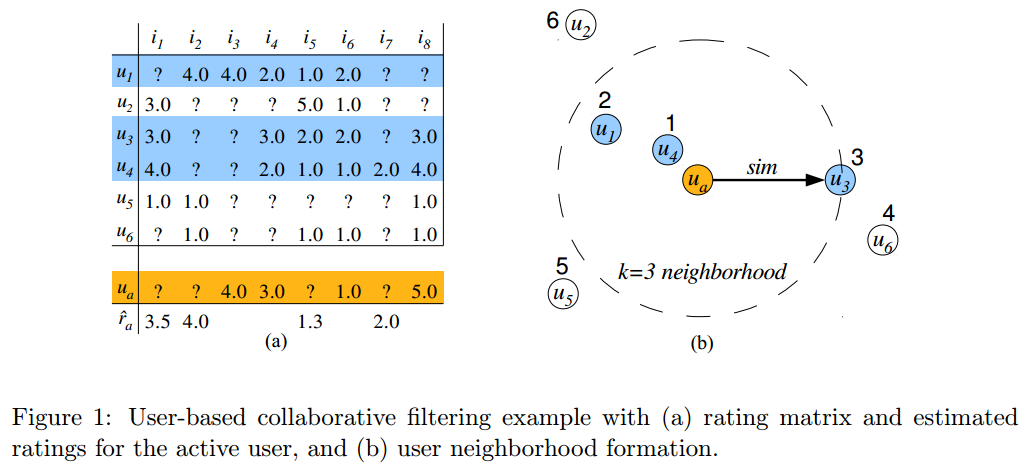 i1 i2 i3 i4 i5 i6 i7 i8
u1 ? 4.0 4.0 2.0 1.0 2.0 ? ?
u2 3.0 ? ? ? 5.0 1.0 ? ?
u3 3.0 ? ? 3.0 2.0 2.0 ? 3.0
u4 4.0 ? ? 2.0 1.0 1.0 2.0 4.0
u5 1.0 1.0 ? ? ? ? ? 1.0
u6 ? 1.0 ? ? 1.0 1.0 ? 1.0
ua ? ? 4.0 3.0 ? 1.0 ? 5.0
r̂a 3.5 4.0 1.3 2.0
(a)
6 u2
2
u1
1
u4
ua
sim
3
u3
4
u6
5
u5
k=3 neighborhood
(b)
Figure 1: User-based collaborative filtering example with (a) rating matrix and estimated
ratings for the active user, and (b) user neighborhood formation.